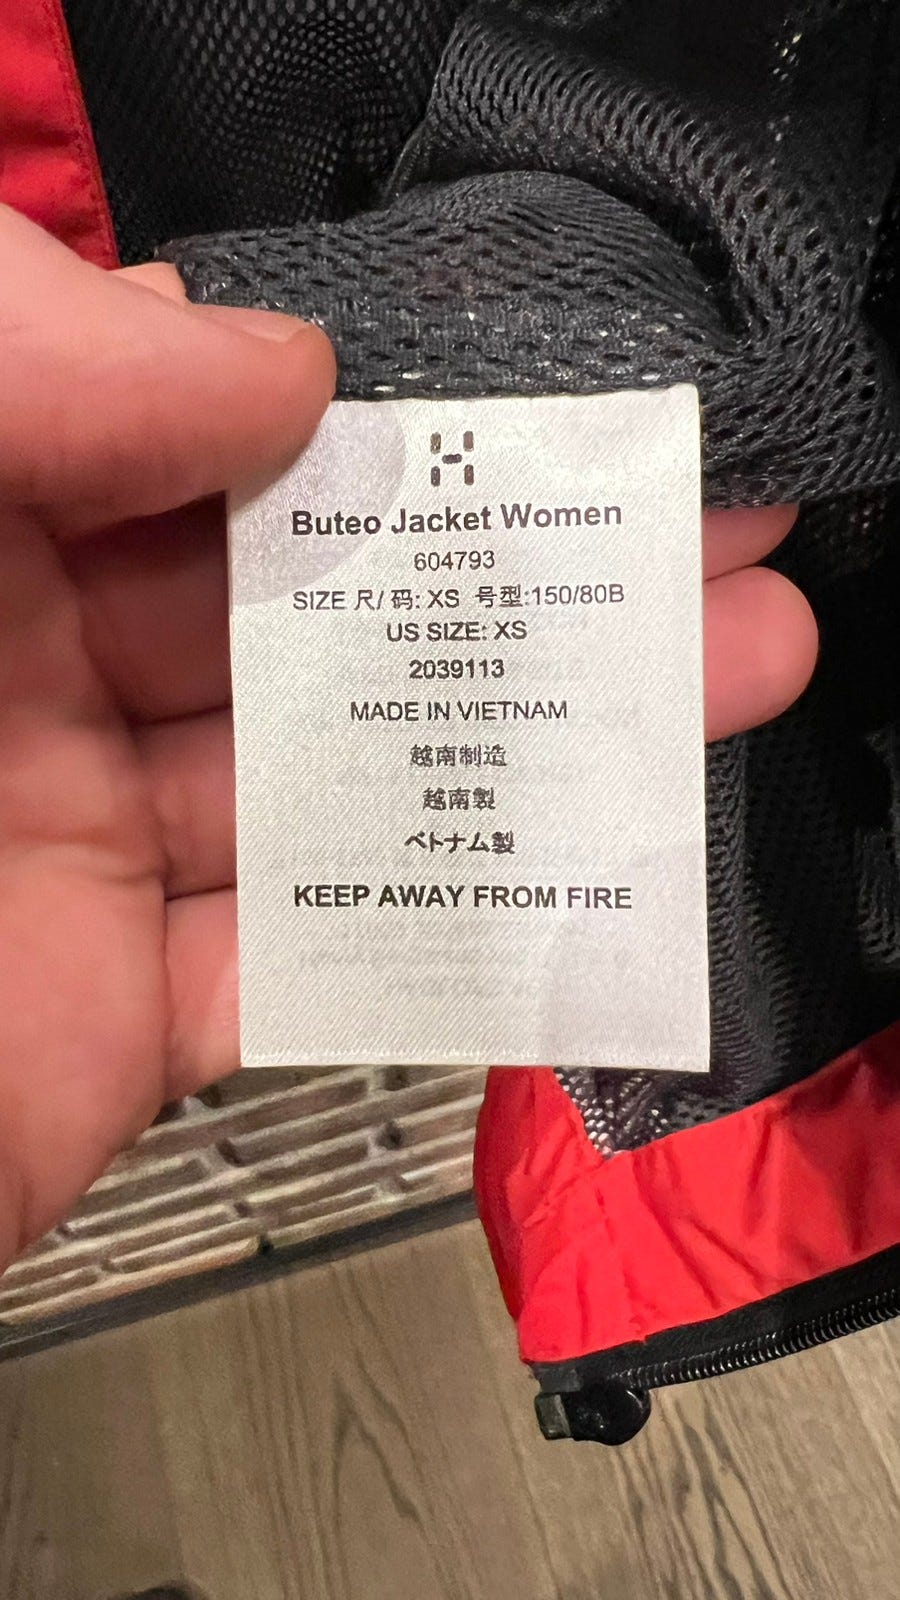 Buteo Jacket Women
604793
SIZE 尺/ 码: XS 号型:150/80B
US SIZE: XS
2039113
MADE IN VIETNAM
越南制造
越南製
ベトナム製
KEEP AWAY FROM FIRE